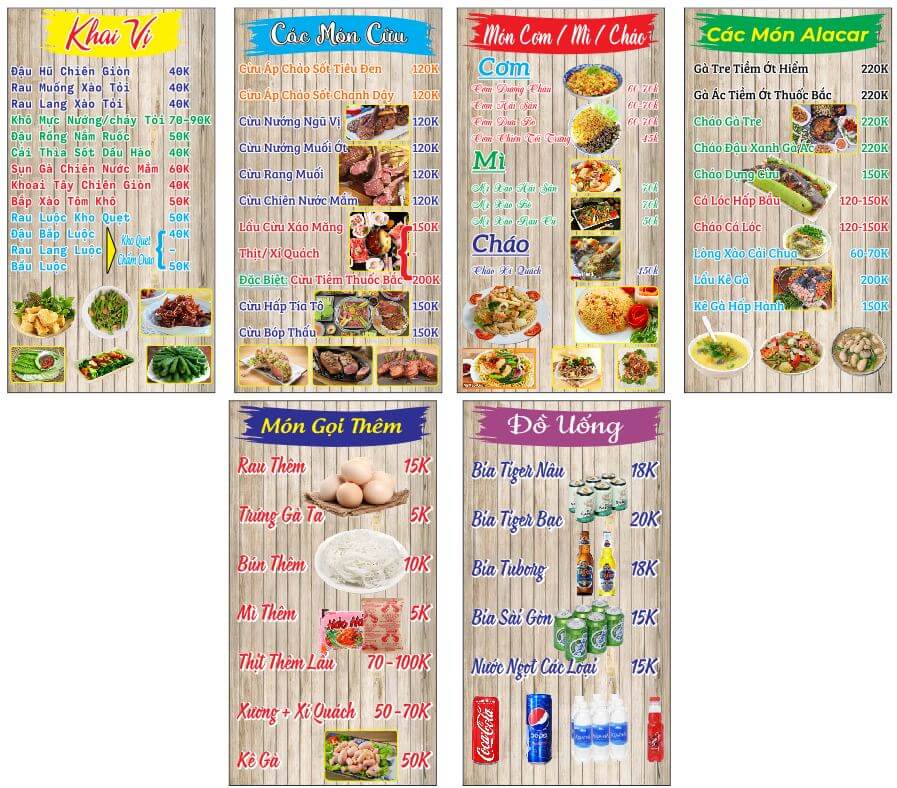 Khai Vị
Đậu Hũ Chiên Giòn 40K
Rau Muống Xào Tỏi 40K
Rau Lang Xào Tỏi 40K
Khô Mực Nướng/cháy Tỏi 70-90K
Đậu Rồng Nắm Ruốc 50K
Cải Thìa Sốt Dầu Hào 40K
Sụn Gà Chiên Nước Mắm 60K
Khoai Tây Chiên Giòn 40K
Bắp Xào Tôm Khô 50K
Rau Luộc Kho Quẹt 50K
Đậu Bắp Luộc 40K
Rau Lang Luộc -
Bầu Luộc 50K
Kho Quẹt
Chấm Chao
Các Món Cừu
Cừu Áp Chảo Sốt Tiêu Đen 120K
Cừu Áp Chảo Sốt Chanh Dây 120K
Cừu Nướng Ngũ Vị 120K
Cừu Nướng Muối Ớt 120K
Cừu Rang Muối 120K
Cừu Chiên Nước Mắm 120K
Lẩu Cừu Xáo Măng 150K
Thịt/ Xí Quách -
Đặc Biệt: Cừu Tiềm Thuốc Bắc 200K
Cừu Hấp Tía Tô 150K
Cừu Bóp Thấu 150K
Món Cơm / Mì / Cháo
Cơm
Cơm Dương Châu 60-70k
Cơm Hải Sản 60-70k
Cơm Dưa Bò 60-70k
Cơm Chiên Tỏi Trứng 45k
Mì
Mì Xào Hải Sản 70k
Mì Xào Bò 70k
Mì Xào Rau Củ 50k
Cháo
Cháo Xí Quách 150k
Các Món Alacar
Gà Tre Tiềm Ớt Hiểm 220K
Gà Ác Tiềm Ớt Thuốc Bắc 220K
Cháo Gà Tre 220K
Cháo Đậu Xanh Gà Ác 220K
Cháo Dựng Cừu 150K
Cá Lóc Hấp Bầu 120-150K
Cháo Cá Lóc 120-150K
Lòng Xào Cải Chua 60-70K
Lẩu Kê Gà 200K
Kê Gà Hấp Hành 150K
Món Gọi Thêm
Rau Thêm 15K
Trứng Gà Ta 5K
Bún Thêm 10K
Mì Thêm 5K
Hảo Hả
Thịt Thêm Lẩu 70-100K
Xương + Xí Quách 50-70K
Kê Gà 50K
Đồ Uống
Bia Tiger Nâu 18K
Bia Tiger Bạc 20K
Bia Tuborg 18K
Bia Sài Gòn 15K
Nước Ngọt Các Loại 15K
Coca-Cola
pepsi